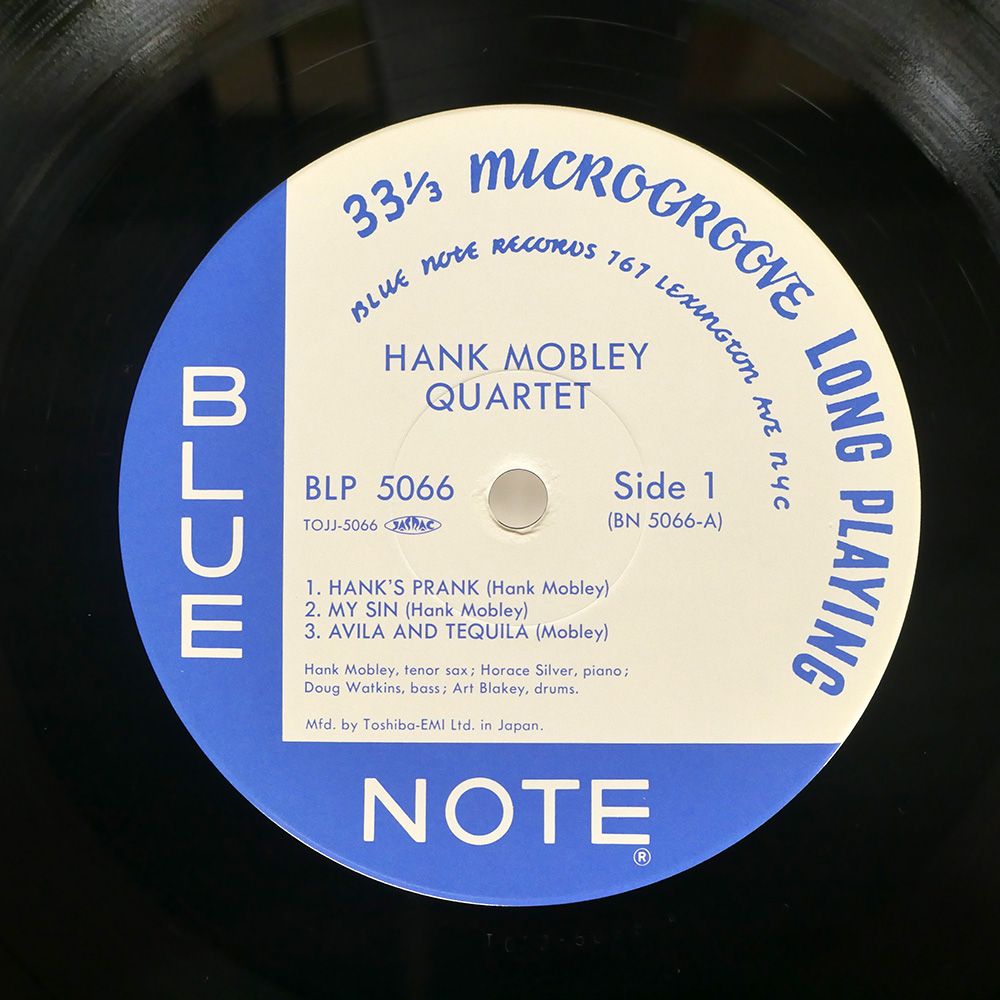 33 1/3 MICROGROOVE LONG PLAYING
BLUE NOTE RECORDS 767 LEXINGTON AVE NYC
HANK MOBLEY
QUARTET
BLUE
BLP 5066
Side 1
TOJJ-5066 JASRAC
(BN 5066-A)
1. HANK'S PRANK (Hank Mobley)
2. MY SIN (Hank Mobley)
3. AVILA AND TEQUILA (Mobley)
Hank Mobley, tenor sax; Horace Silver, piano;
Doug Watkins, bass; Art Blakey, drums.
Mfd. by Toshiba-EMI Ltd. in Japan.
NOTE
®